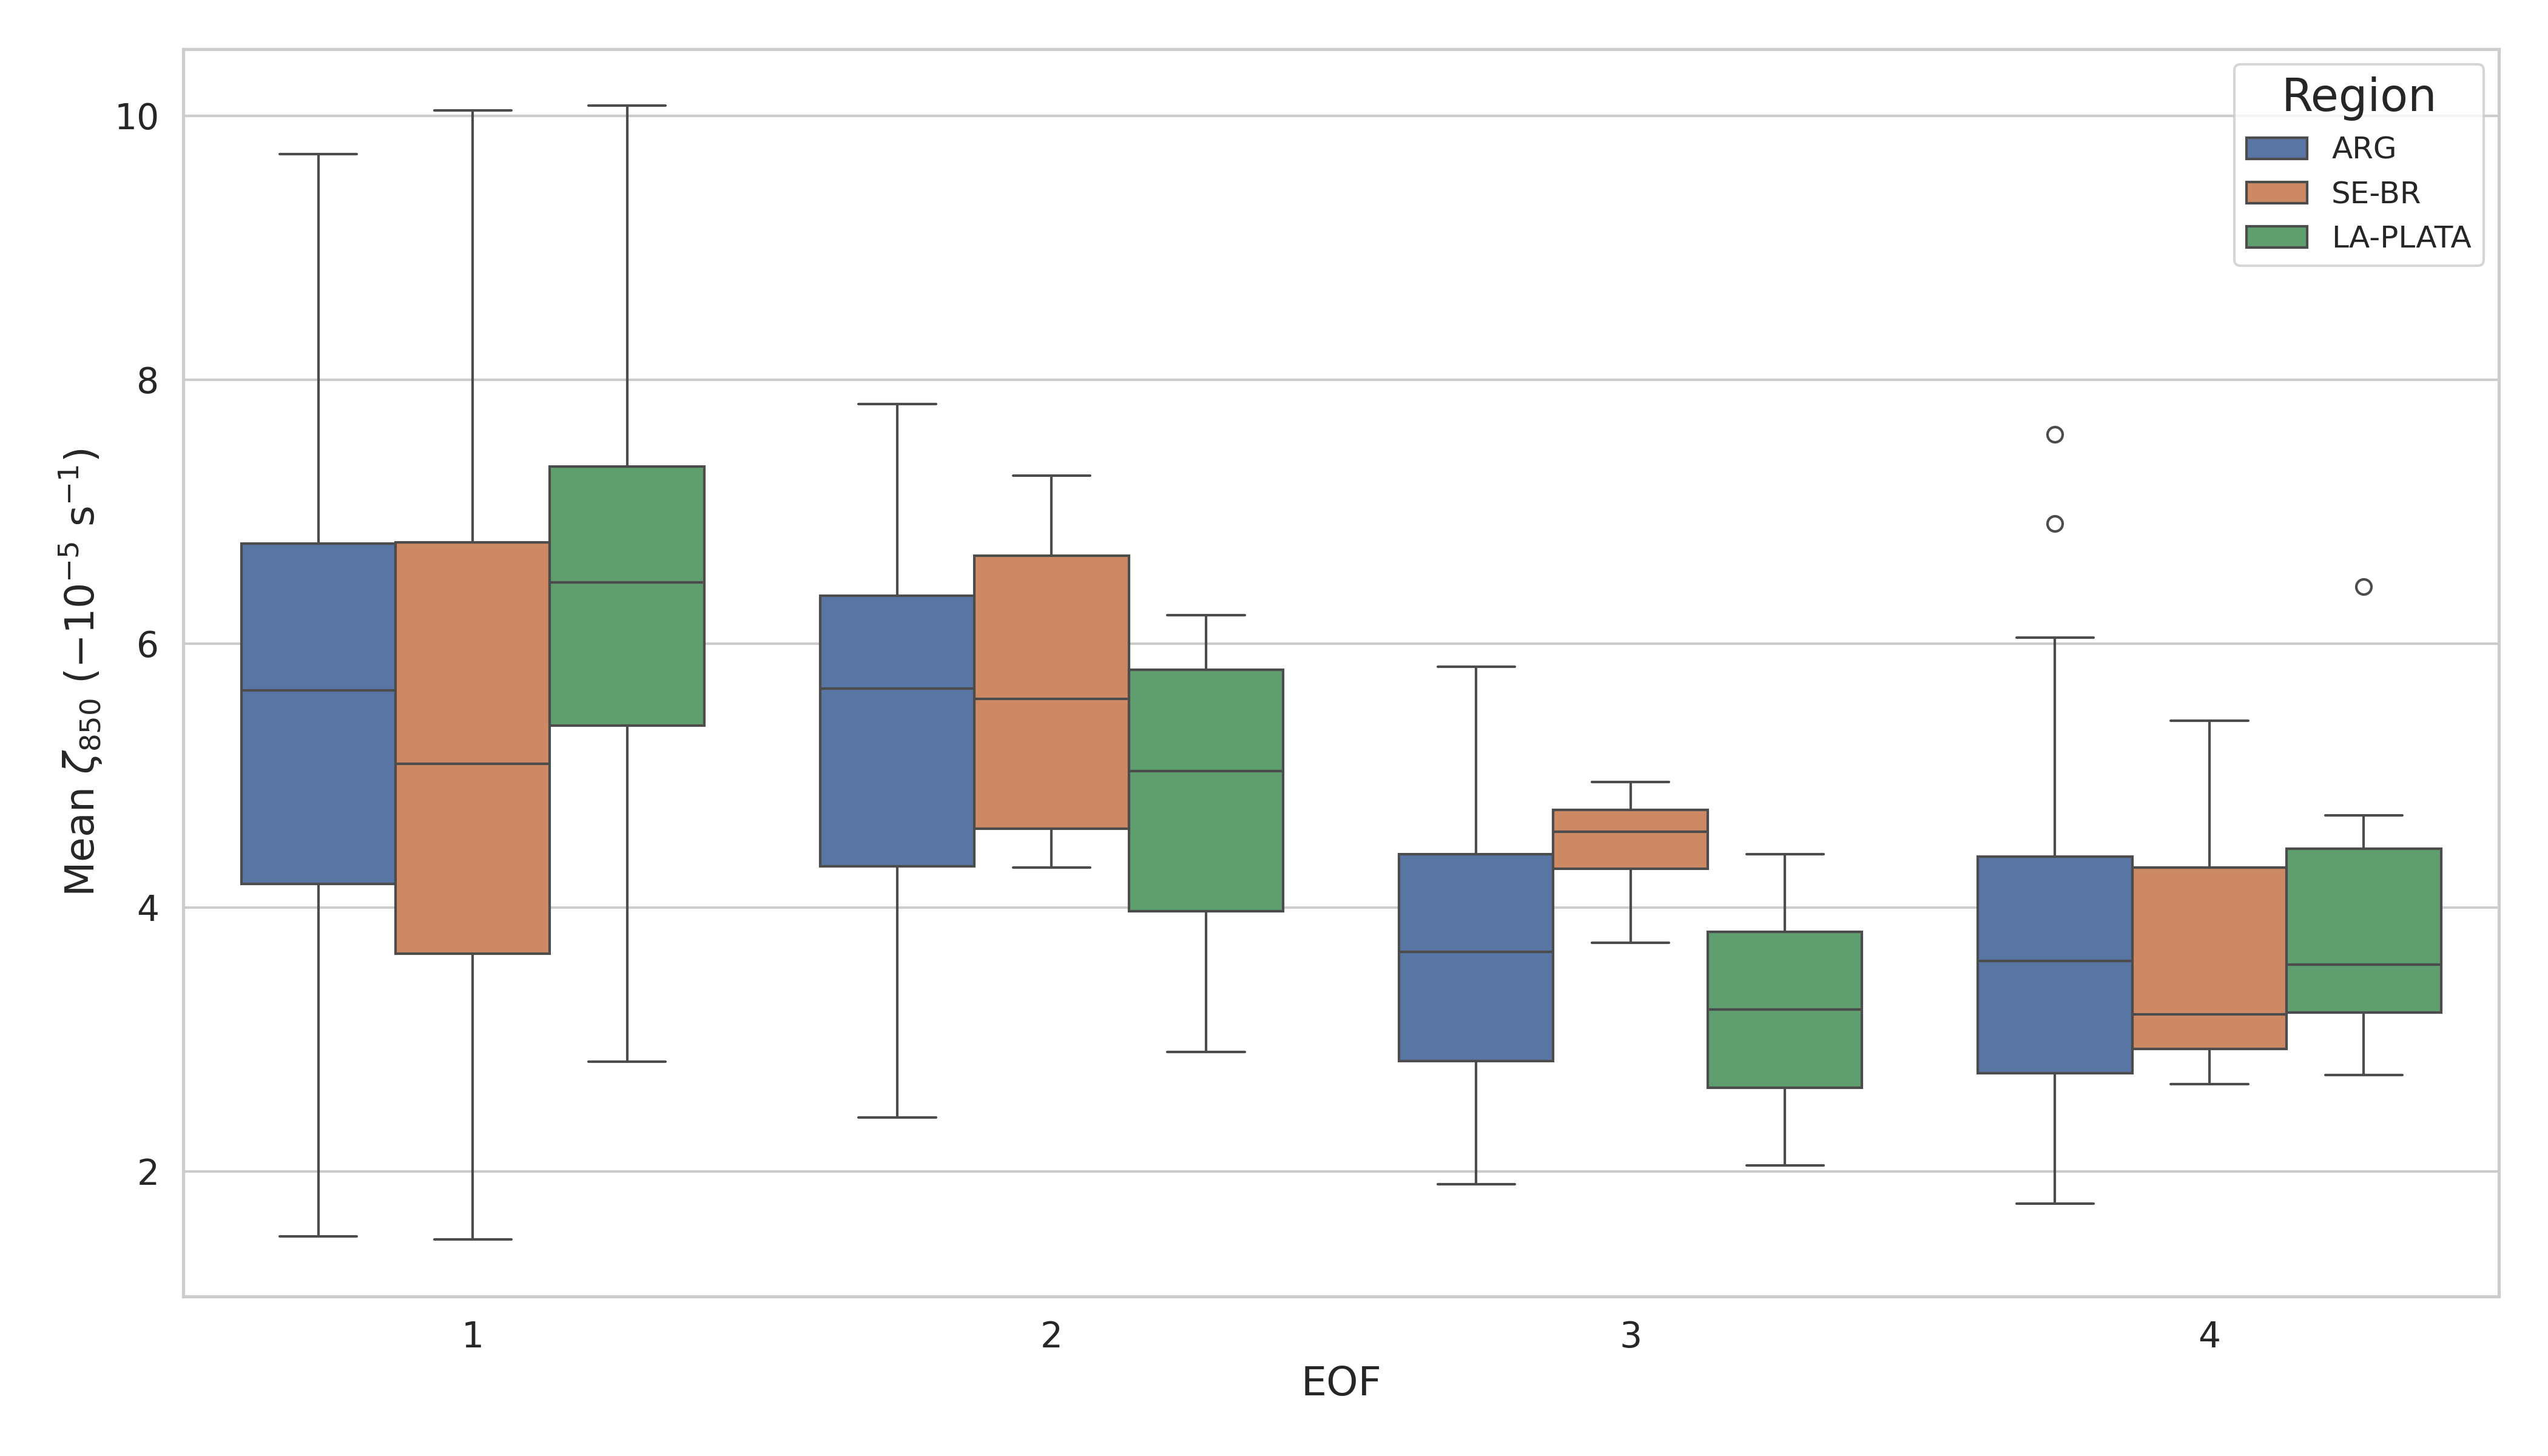 Mean ζ850 (−10−5 s−1)
10
8
6
4
2
Region
ARG
SE-BR
LA-PLATA
1 2 3 4
EOF